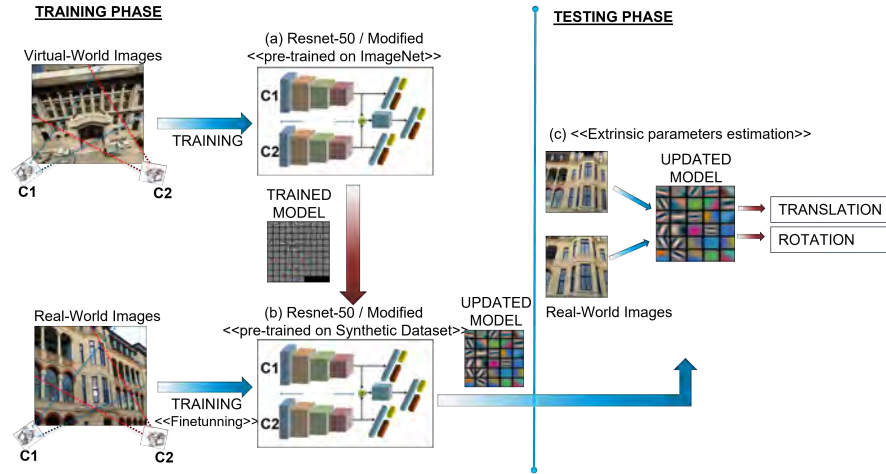 TRAINING PHASE
TESTING PHASE
Virtual-World Images
(a) Resnet-50 / Modified
<<pre-trained on ImageNet>>
C1
C2
TRAINING
C1
C2
TRAINED
MODEL
Real-World Images
(b) Resnet-50 / Modified
<<pre-trained on Synthetic Dataset>>
C1
C2
TRAINING
<<Finetunning>>
C1
C2
UPDATED
MODEL
(c) <<Extrinsic parameters estimation>>
UPDATED
MODEL
TRANSLATION
ROTATION
Real-World Images